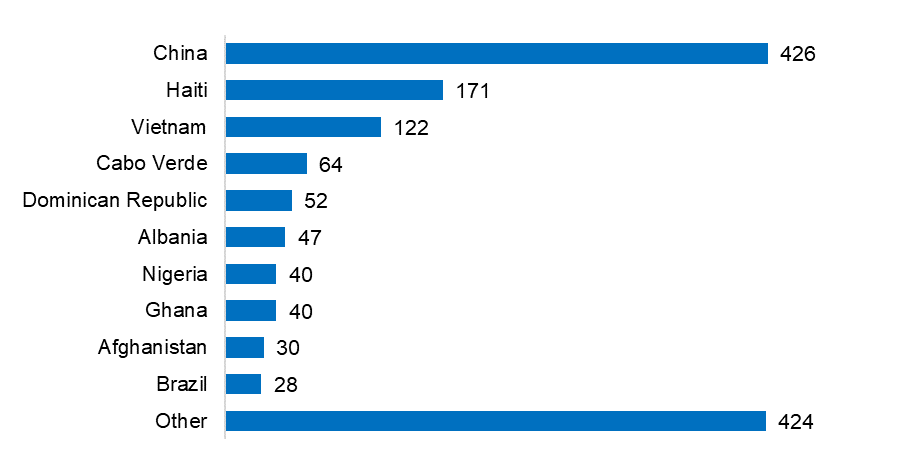 China 426
Haiti 171
Vietnam 122
Cabo Verde 64
Dominican Republic 52
Albania 47
Nigeria 40
Ghana 40
Afghanistan 30
Brazil 28
Other 424